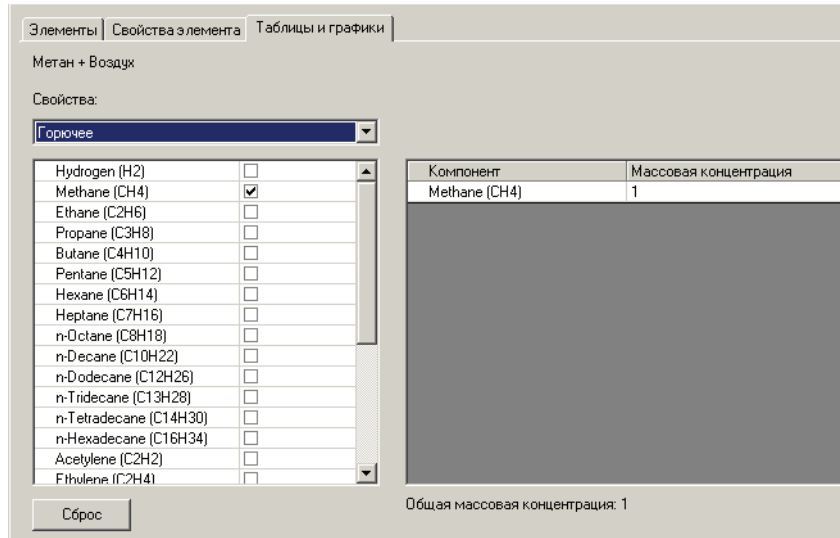 Элементы Свойства элемента Таблицы и графики
Метан + Воздух
Свойства:
Горючее
Hydrogen (H2)
Methane (CH4)
Ethane (C2H6)
Propane (C3H8)
Butane (C4H10)
Pentane (C5H12)
Hexane (C6H14)
Heptane (C7H16)
n-Octane (C8H18)
n-Decane (C10H22)
n-Dodecane (C12H26)
n-Tridecane (C13H28)
n-Tetradecane (C14H30)
n-Hexadecane (C16H34)
Acetylene (C2H2)
Ethylene (C2H4)
Сброс
Компонент Массовая концентрация
Methane (CH4) 1
Общая массовая концентрация: 1